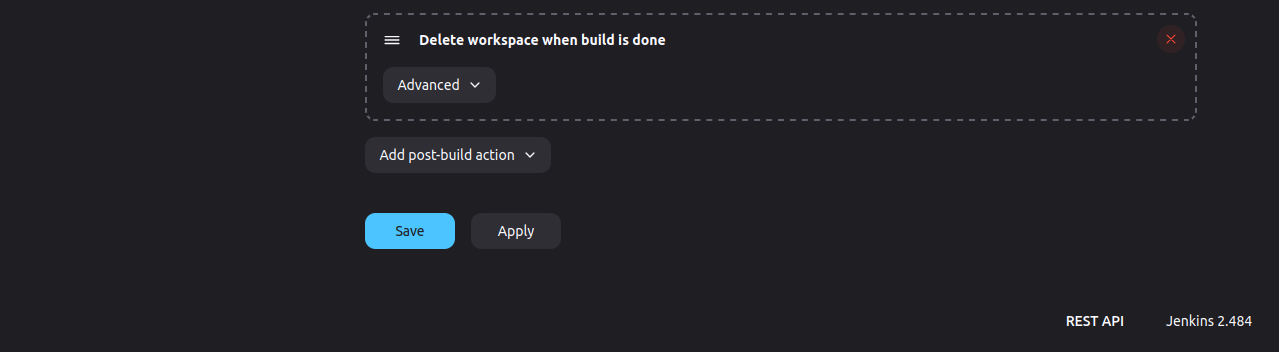 Delete workspace when build is done
Advanced
Add post-build action
Save Apply
REST API Jenkins 2.484